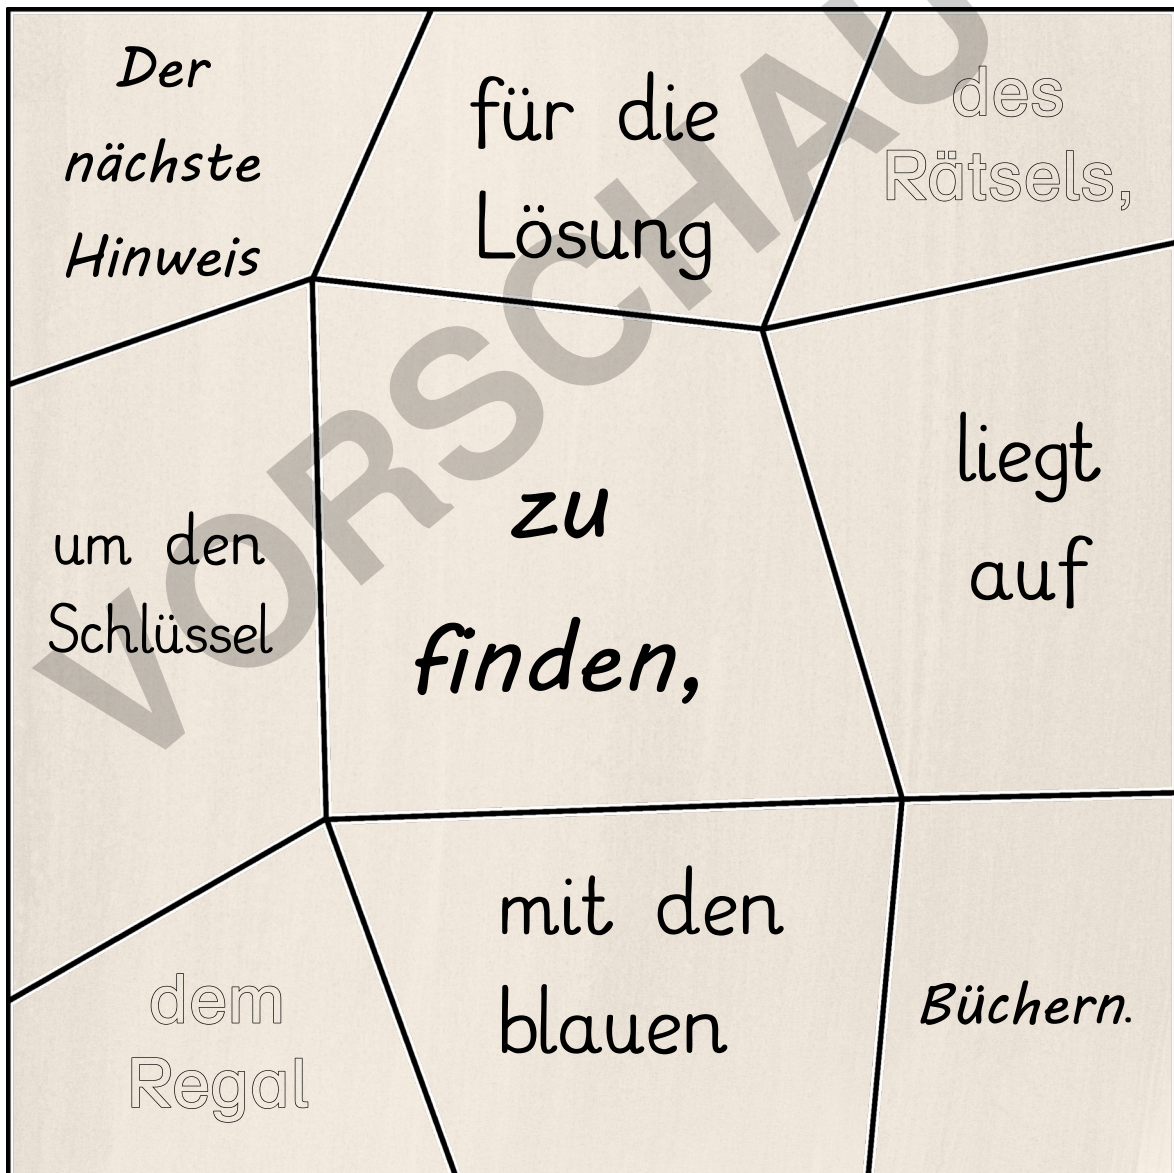 Der
nächste
Hinweis
für die
Lösung
des
Rätsels,
um den
Schlüssel
zu
finden,
liegt
auf
dem
Regal
mit den
blauen
Büchern.
VORSCHAU